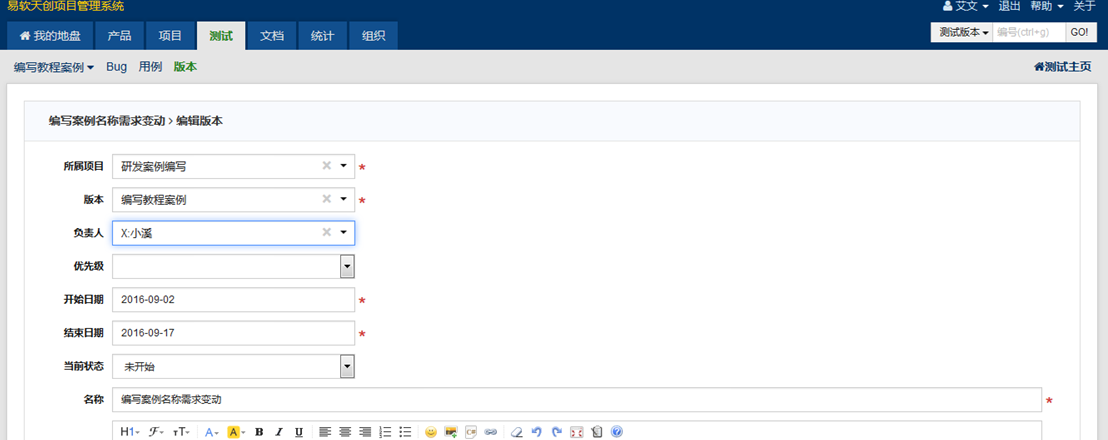 易软天创项目管理系统
艾文 退出 帮助 关于
我的地盘 产品 项目 测试 文档 统计 组织
测试版本 编号(ctrl+g) GO!
编写教程案例 Bug 用例 版本 测试主页
编写案例名称需求变动 > 编辑版本
所属项目 研发案例编写 *
版本 编写教程案例 *
负责人 X:小溪
优先级
开始日期 2016-09-02 *
结束日期 2016-09-17 *
当前状态 未开始
名称 编写案例名称需求变动 *
H1 F TT A A B I U